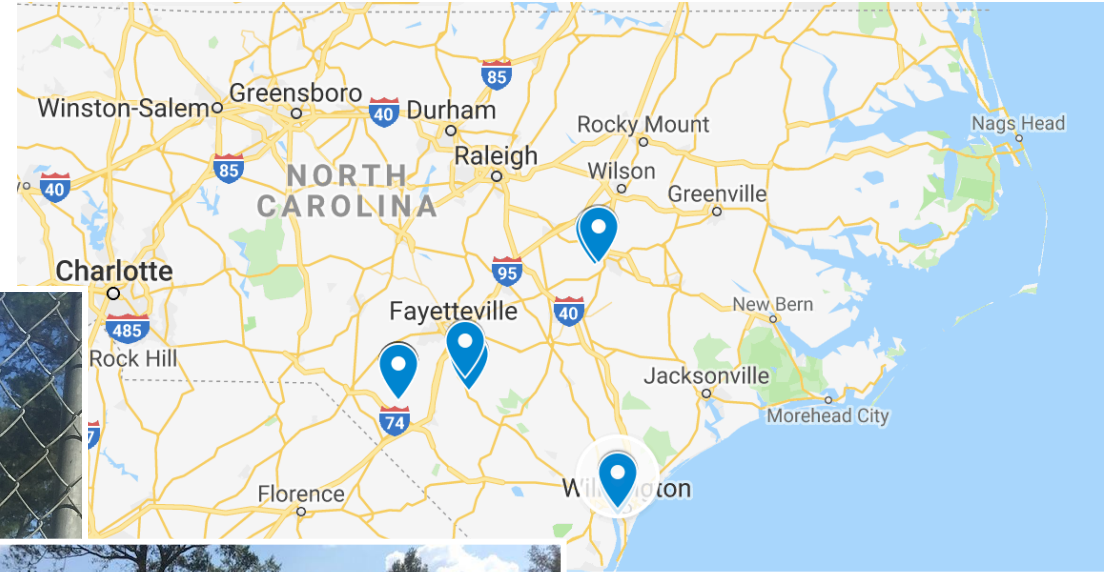 85
Winston-Salem
Greensboro
40
Durham
Rocky Mount
Nags Head
Raleigh
85
NORTH
CAROLINA
Wilson
40
Greenville
Charlotte
95
Fayetteville
40
New Bern
485
Rock Hill
Jacksonville
74
Morehead City
Florence